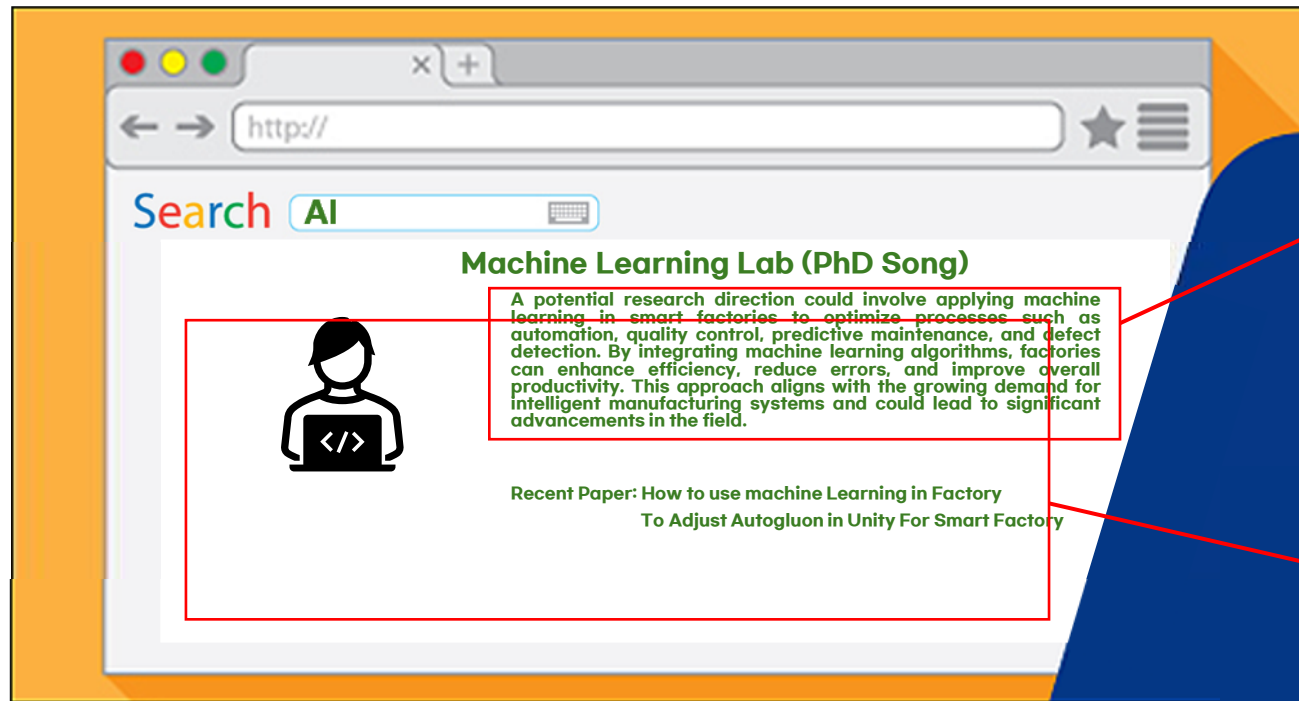 http://
Search AI
Machine Learning Lab (PhD Song)
A potential research direction could involve applying machine
learning in smart factories to optimize processes such as
automation, quality control, predictive maintenance, and defect
detection. By integrating machine learning algorithms, factories
can enhance efficiency, reduce errors, and improve overall
productivity. This approach aligns with the growing demand for
intelligent manufacturing systems and could lead to significant
advancements in the field.
</>
Recent Paper: How to use machine Learning in Factory
To Adjust Autogluon in Unity For Smart Factory